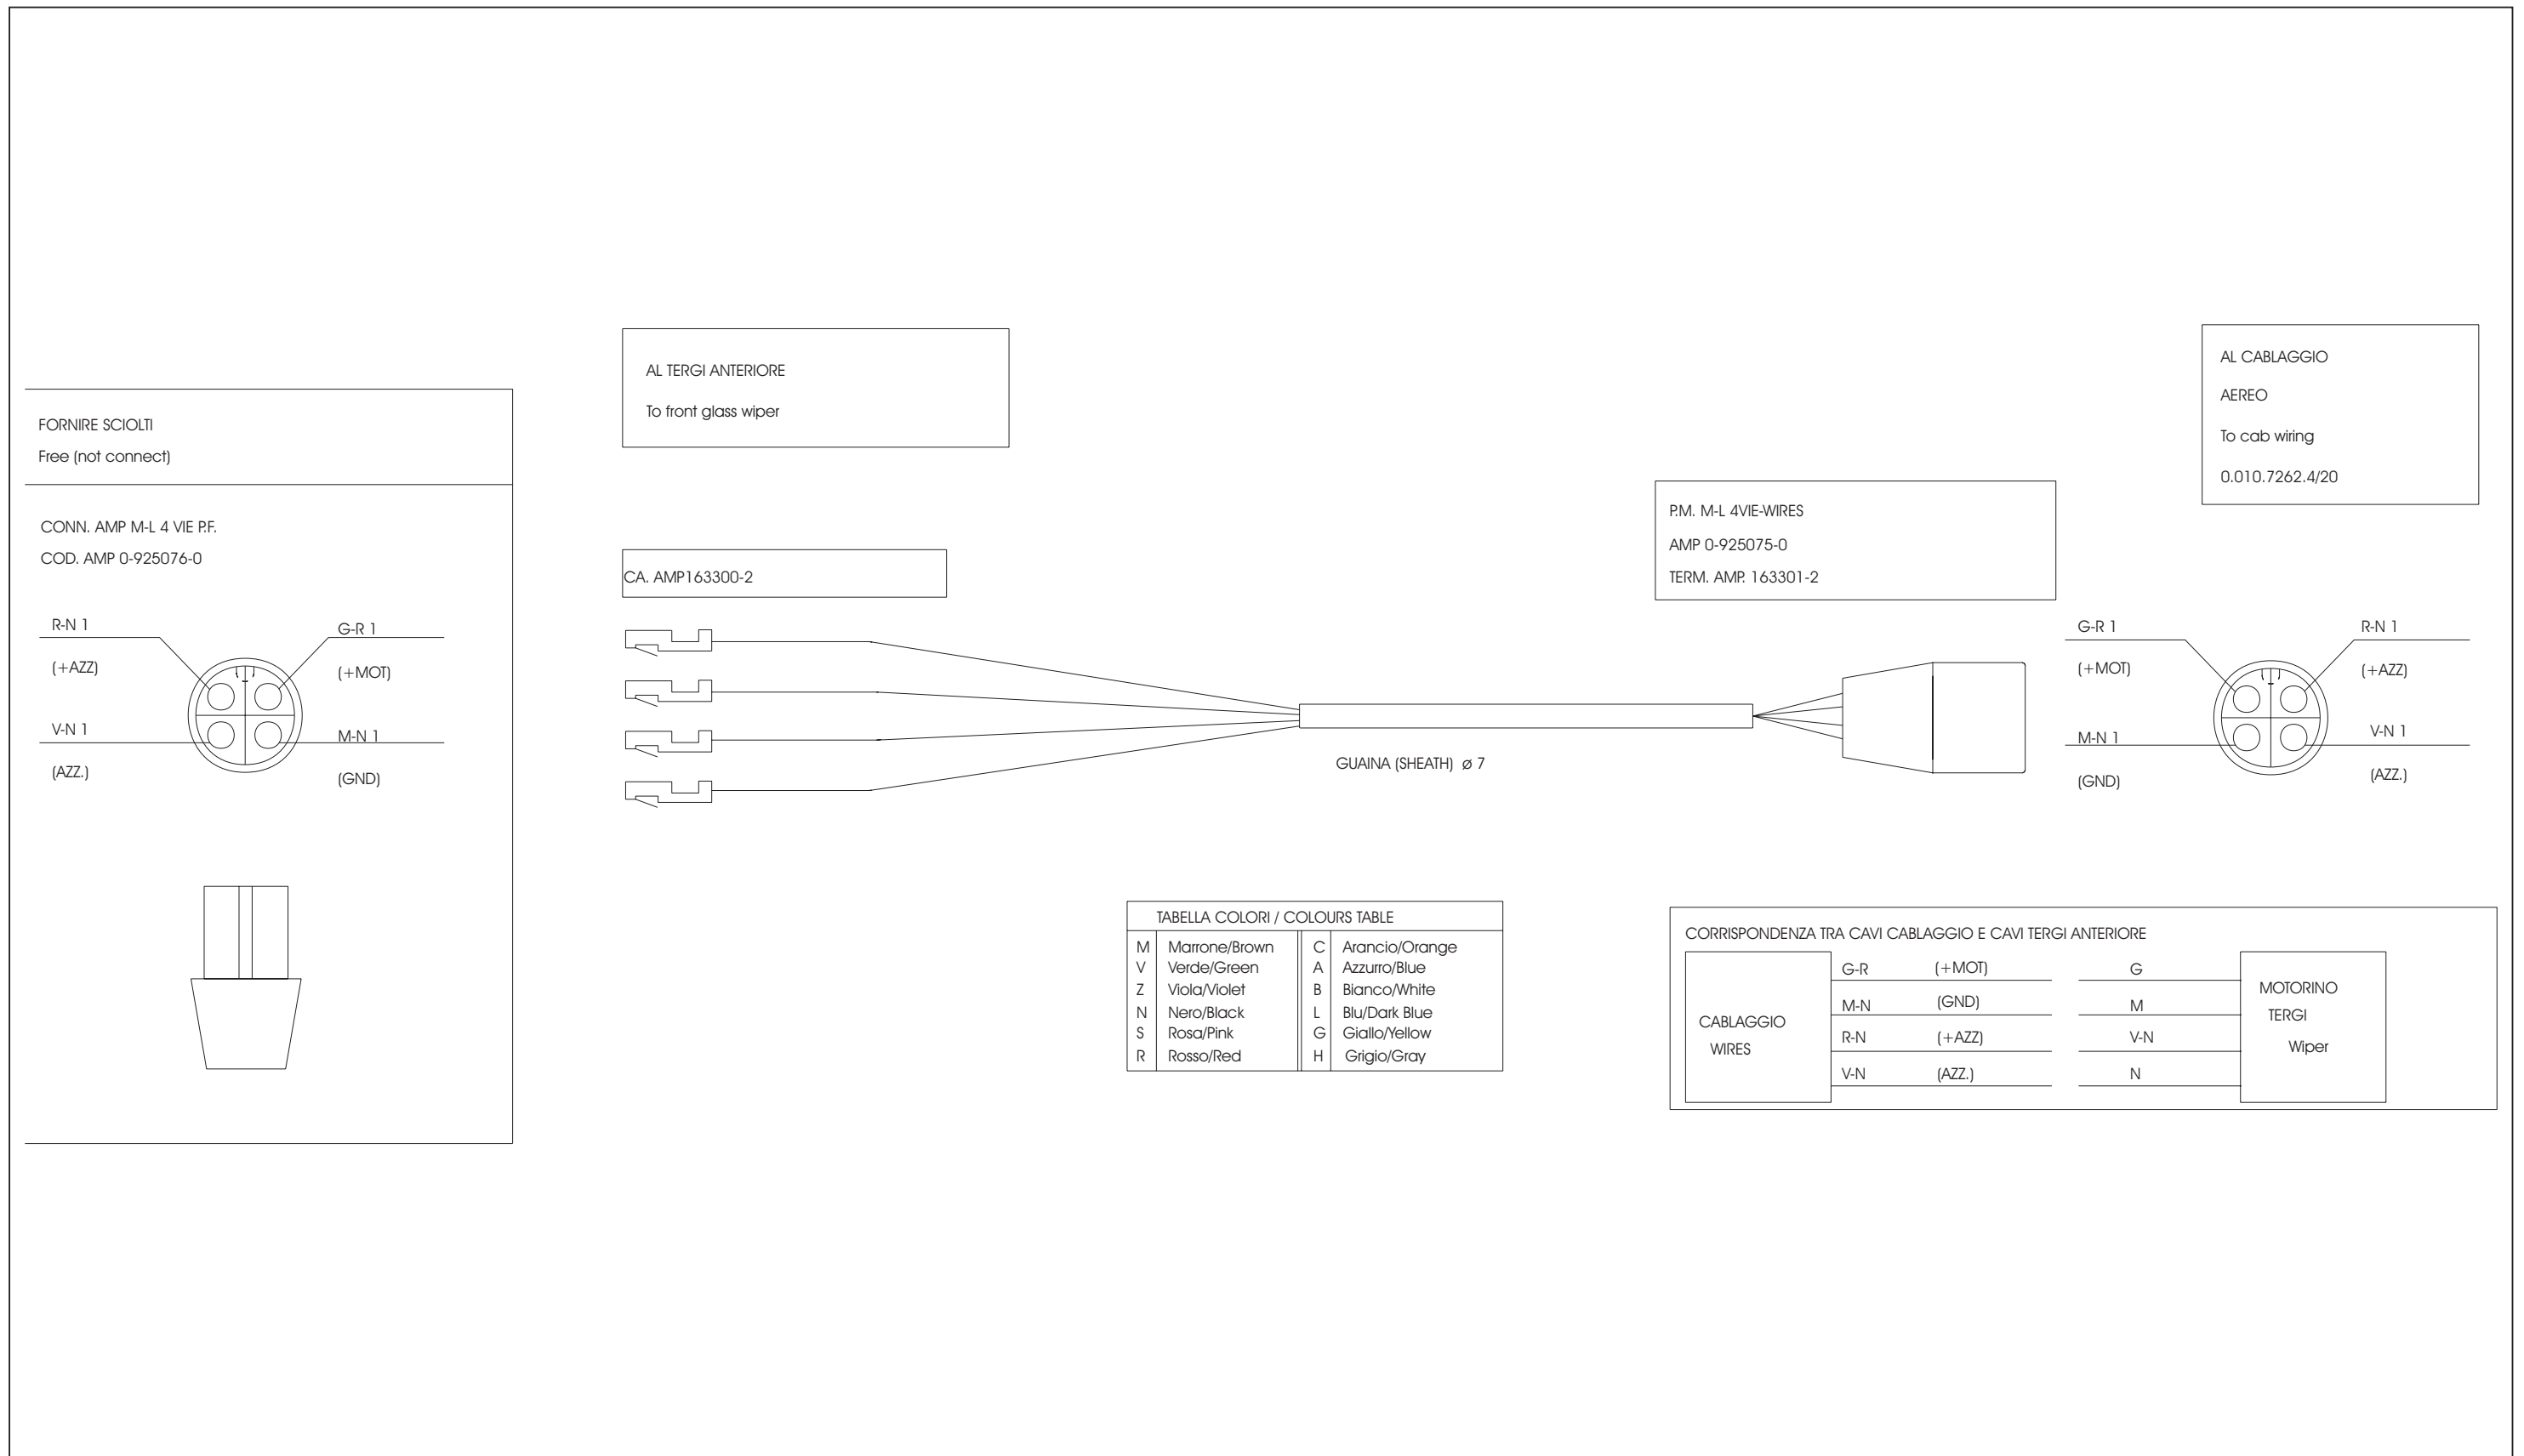 FORNIRE SCIOLTI
Free (not connect)
CONN. AMP M-L 4 VIE P.F.
COD. AMP 0-925076-0
R-N 1
G-R 1
(+AZZ)
(+MOT)
V-N 1
M-N 1
(AZZ.)
(GND)
AL TERGI ANTERIORE
To front glass wiper
CA. AMP163300-2
GUAINA (SHEATH) ø 7
P.M. M-L 4VIE-WIRES
AMP 0-925075-0
TERM. AMP. 163301-2
AL CABLAGGIO
AEREO
To cab wiring
0.010.7262.4/20
G-R 1
R-N 1
(+MOT)
(+AZZ)
M-N 1
V-N 1
(GND)
(AZZ.)
TABELLA COLORI / COLOURS TABLE
M Marrone/Brown C Arancio/Orange
V Verde/Green A Azzurro/Blue
Z Viola/Violet B Bianco/White
N Nero/Black L Blu/Dark Blue
S Rosa/Pink G Giallo/Yellow
R Rosso/Red H Grigio/Gray
CORRISPONDENZA TRA CAVI CABLAGGIO E CAVI TERGI ANTERIORE
CABLAGGIO
WIRES
G-R (+MOT) G
M-N (GND) M
R-N (+AZZ) V-N
V-N (AZZ.) N
MOTORINO
TERGI
Wiper